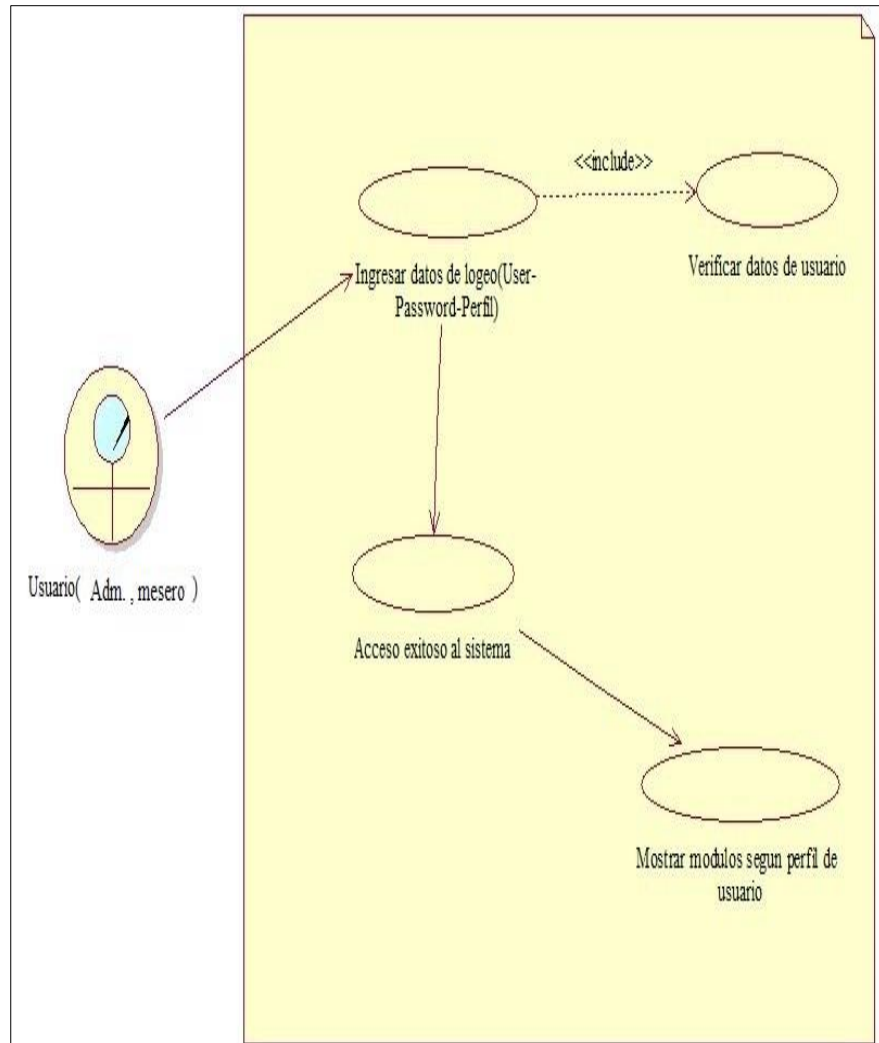 <<include>>
Ingresar datos de logeo(User-
Password-Perfil)
Verificar datos de usuario
Usuario( Adm. , mesero )
Acceso exitoso al sistema
Mostrar modulos segun perfil de
usuario